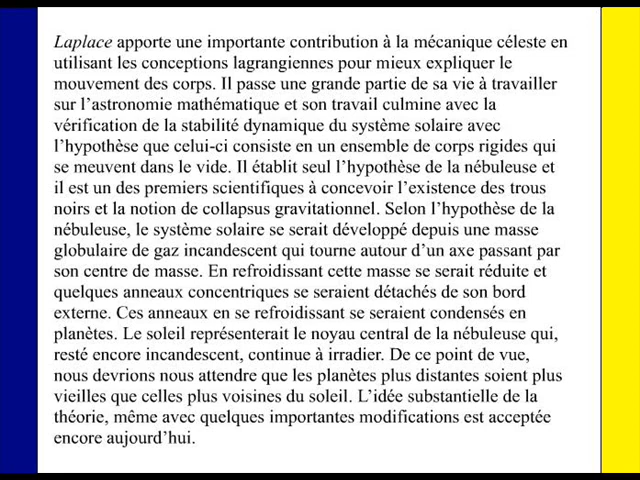 Laplace apporte une importante contribution à la mécanique céleste en
utilisant les conceptions lagrangiennes pour mieux expliquer le
mouvement des corps. Il passe une grande partie de sa vie à travailler
sur l’astronomie mathématique et son travail culmine avec la
vérification de la stabilité dynamique du système solaire avec
l’hypothèse que celui-ci consiste en un ensemble de corps rigides qui
se meuvent dans le vide. Il établit seul l’hypothèse de la nébuleuse et
il est un des premiers scientifiques à concevoir l’existence des trous
noirs et la notion de collapsus gravitationnel. Selon l’hypothèse de la
nébuleuse, le système solaire se serait développé depuis une masse
globulaire de gaz incandescent qui tourne autour d’un axe passant par
son centre de masse. En refroidissant cette masse se serait réduite et
quelques anneaux concentriques se seraient détachés de son bord
externe. Ces anneaux en se refroidissant se seraient condensés en
planètes. Le soleil représenterait le noyau central de la nébuleuse qui,
resté encore incandescent, continue à irradier. De ce point de vue,
nous devrions nous attendre que les planètes plus distantes soient plus
vieilles que celles plus voisines du soleil. L’idée substantielle de la
théorie, même avec quelques importantes modifications est acceptée
encore aujourd’hui.